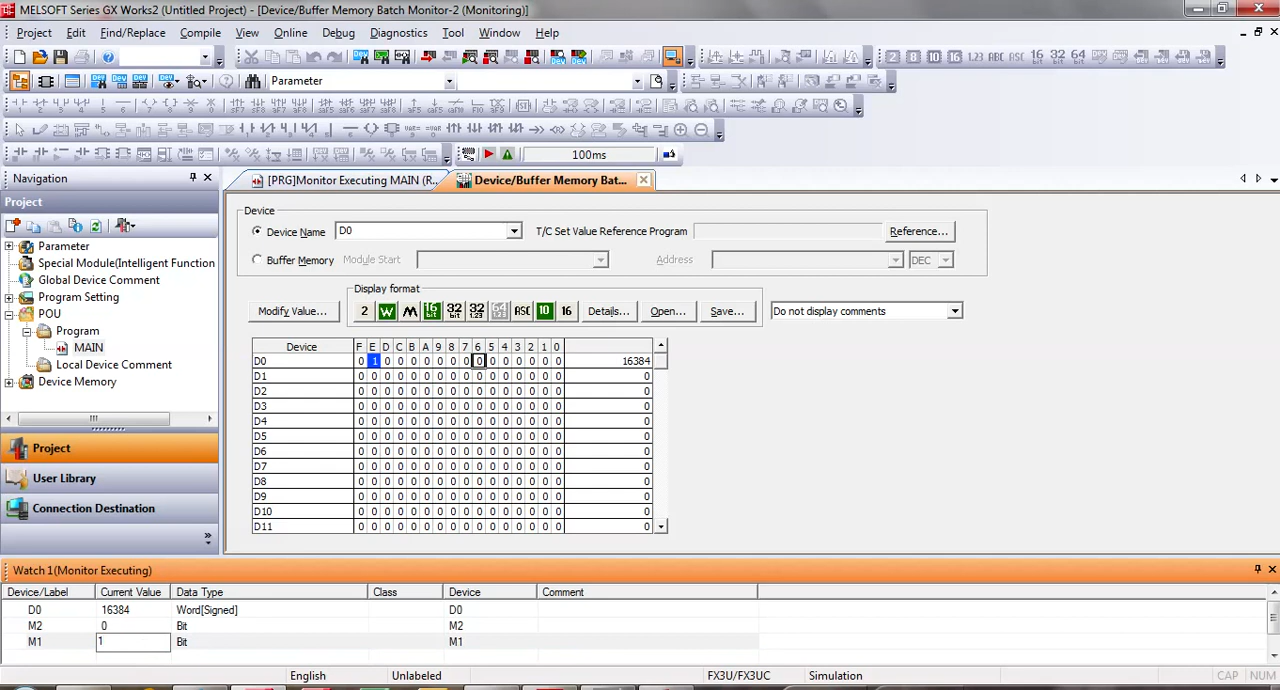 MELSOFT Series GX Works2 (Untitled Project) - [Device/Buffer Memory Batch Monitor-2 (Monitoring)]
Project Edit Find/Replace Compile View Online Debug Diagnostics Tool Window Help
Parameter
100ms
Navigation
[PRG]Monitor Executing MAIN (R...
Device/Buffer Memory Bat...
Project
Parameter
Special Module(Intelligent Function
Global Device Comment
Program Setting
POU
Program
MAIN
Local Device Comment
Device Memory
Project
User Library
Connection Destination
Device
Device Name D0 T/C Set Value Reference Program Reference...
Buffer Memory Module Start Address DEC
Display format
Modify Value... 2 W M 16 bit 32 bit 32 64 ASC 10 16 Details... Open... Save... Do not display comments
Device F E D C B A 9 8 7 6 5 4 3 2 1 0
D0 0 1 0 0 0 0 0 0 0 0 0 0 0 0 0 0 16384
D1 0 0 0 0 0 0 0 0 0 0 0 0 0 0 0 0 0
D2 0 0 0 0 0 0 0 0 0 0 0 0 0 0 0 0 0
D3 0 0 0 0 0 0 0 0 0 0 0 0 0 0 0 0 0
D4 0 0 0 0 0 0 0 0 0 0 0 0 0 0 0 0 0
D5 0 0 0 0 0 0 0 0 0 0 0 0 0 0 0 0 0
D6 0 0 0 0 0 0 0 0 0 0 0 0 0 0 0 0 0
D7 0 0 0 0 0 0 0 0 0 0 0 0 0 0 0 0 0
D8 0 0 0 0 0 0 0 0 0 0 0 0 0 0 0 0 0
D9 0 0 0 0 0 0 0 0 0 0 0 0 0 0 0 0 0
D10 0 0 0 0 0 0 0 0 0 0 0 0 0 0 0 0 0
D11 0 0 0 0 0 0 0 0 0 0 0 0 0 0 0 0 0
Watch 1(Monitor Executing)
Device/Label Current Value Data Type Class Device Comment
D0 16384 Word[Signed] D0
M2 0 Bit M2
M1 1 Bit M1
English Unlabeled FX3U/FX3UC Simulation CAP NUM